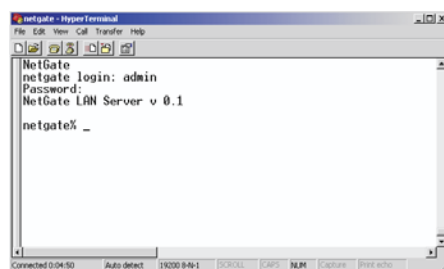 netgate - HyperTerminal
File Edit View Call Transfer Help
NetGate
netgate login: admin
Password:
NetGate LAN Server v 0.1
netgate% _
Connected 0:04:50 Auto detect 19200 8-N-1 SCROLL CAPS NUM Capture Print echo